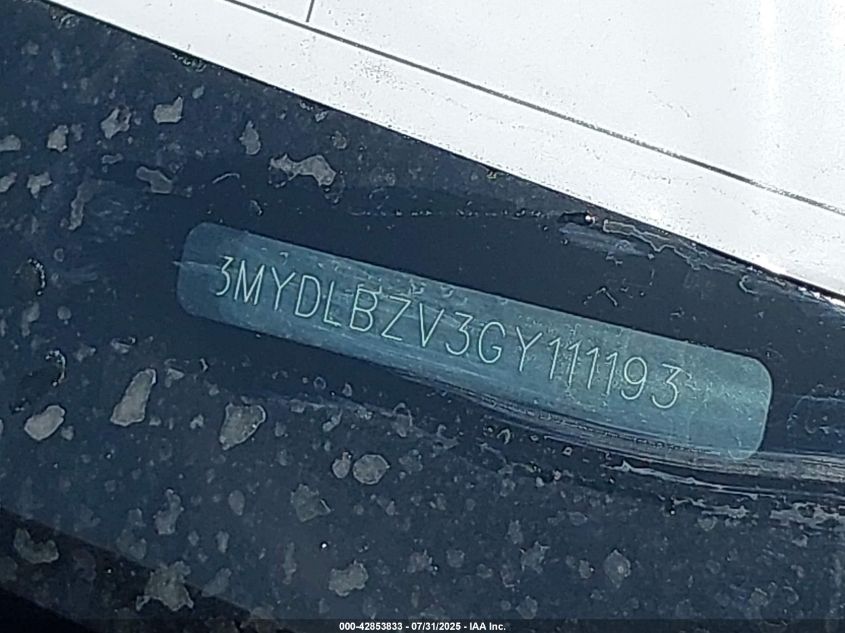 3MYDLBZV3GY111193
000-42853833 - 07/31/2025 - IAA Inc.